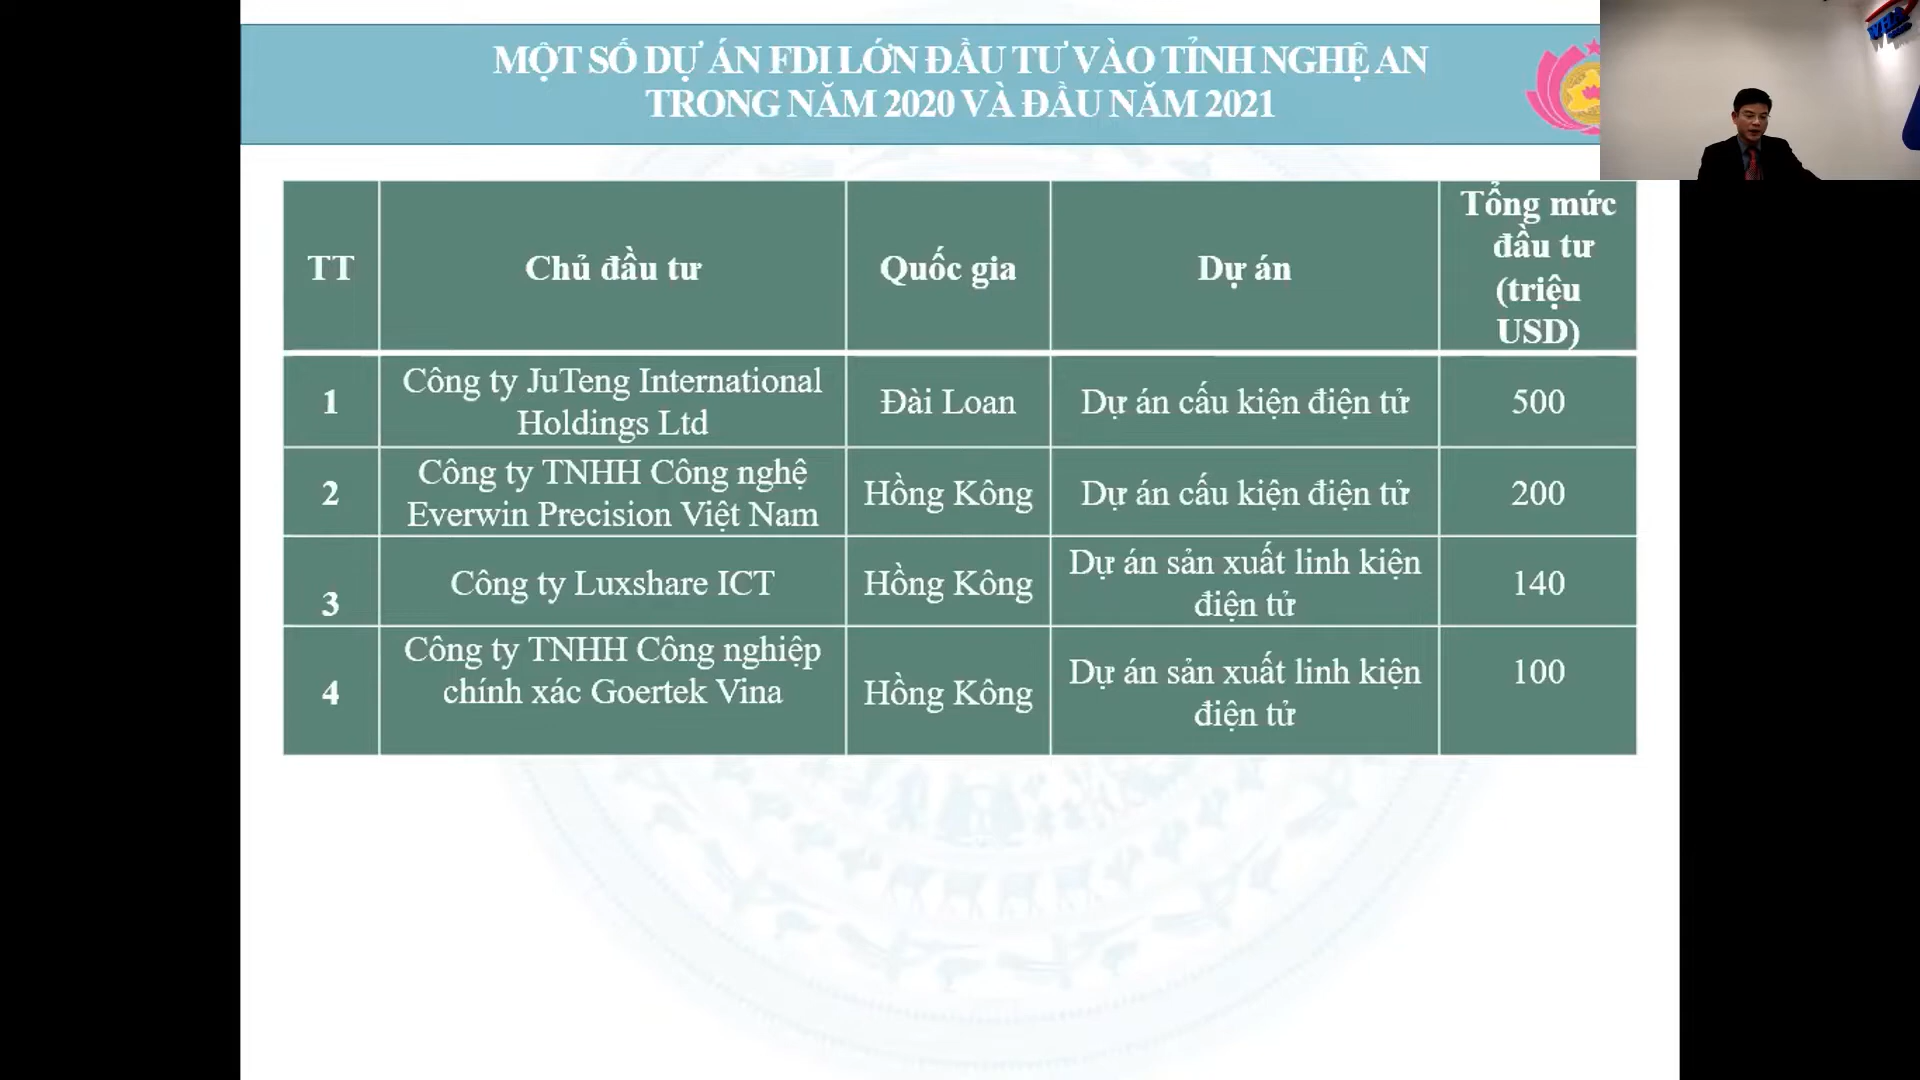 MỘT SỐ DỰ ÁN FDI LỚN ĐẦU TƯ VÀO TỈNH NGHỆ AN
TRONG NĂM 2020 VÀ ĐẦU NĂM 2021
WHA
TT
Chủ đầu tư
Quốc gia
Dự án
Tổng mức
đầu tư
(triệu
USD)
1
Công ty JuTeng International
Holdings Ltd
Đài Loan
Dự án cấu kiện điện tử
500
2
Công ty TNHH Công nghệ
Everwin Precision Việt Nam
Hồng Kông
Dự án cấu kiện điện tử
200
3
Công ty Luxshare ICT
Hồng Kông
Dự án sản xuất linh kiện
điện tử
140
4
Công ty TNHH Công nghiệp
chính xác Goertek Vina
Hồng Kông
Dự án sản xuất linh kiện
điện tử
100